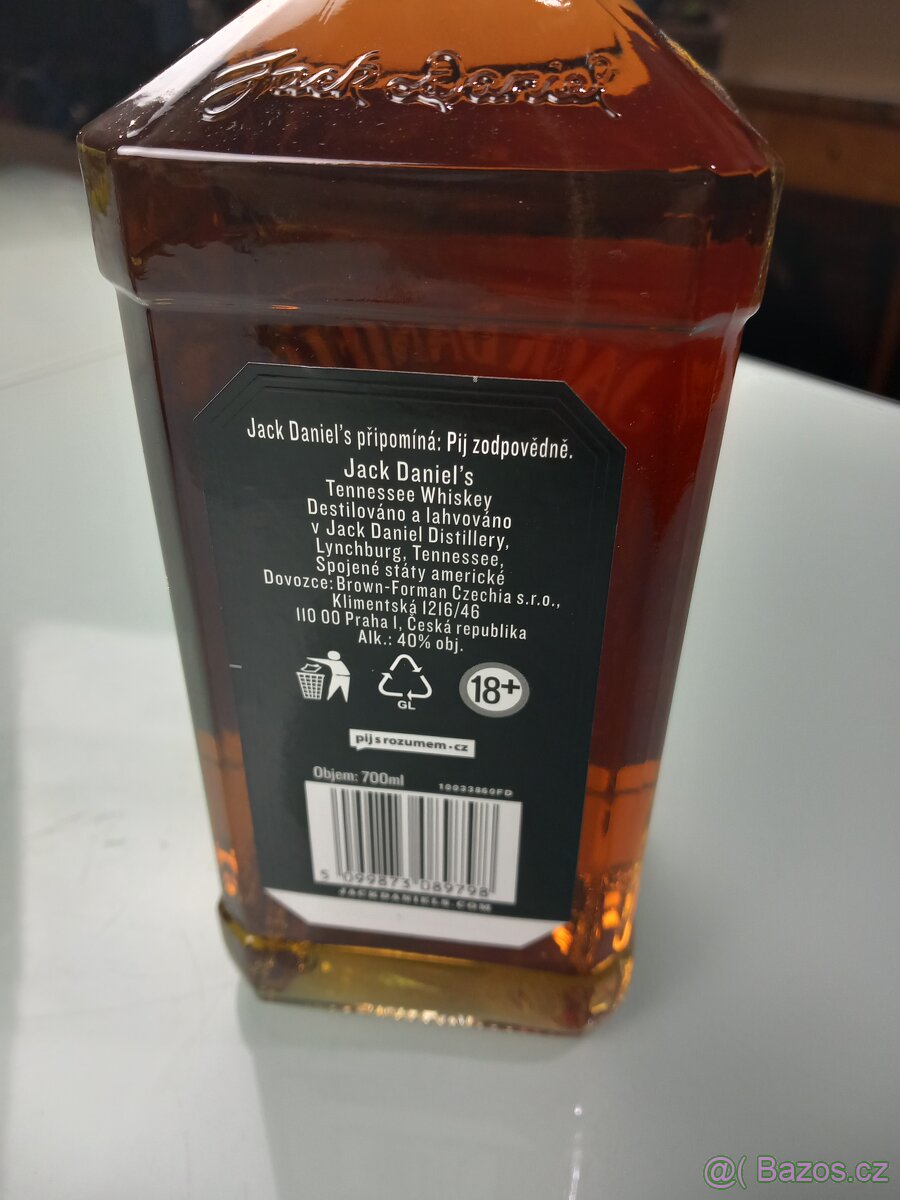 Jack Daniel
Jack Daniel's připomíná: Pij zodpovědně.
Jack Daniel's
Tennessee Whiskey
Destilováno a lahvováno
v Jack Daniel Distillery,
Lynchburg, Tennessee,
Spojené státy americké
Dovozce: Brown-Forman Czechia s.r.o.,
Klimentská 1216/46
110 00 Praha 1, Česká republika
Alk.: 40% obj.
GL
18+
pij s rozumem.cz
Objem: 700ml
10033860FD
5 099873 089798
JACKDANIELS.COM
@( Bazos.cz